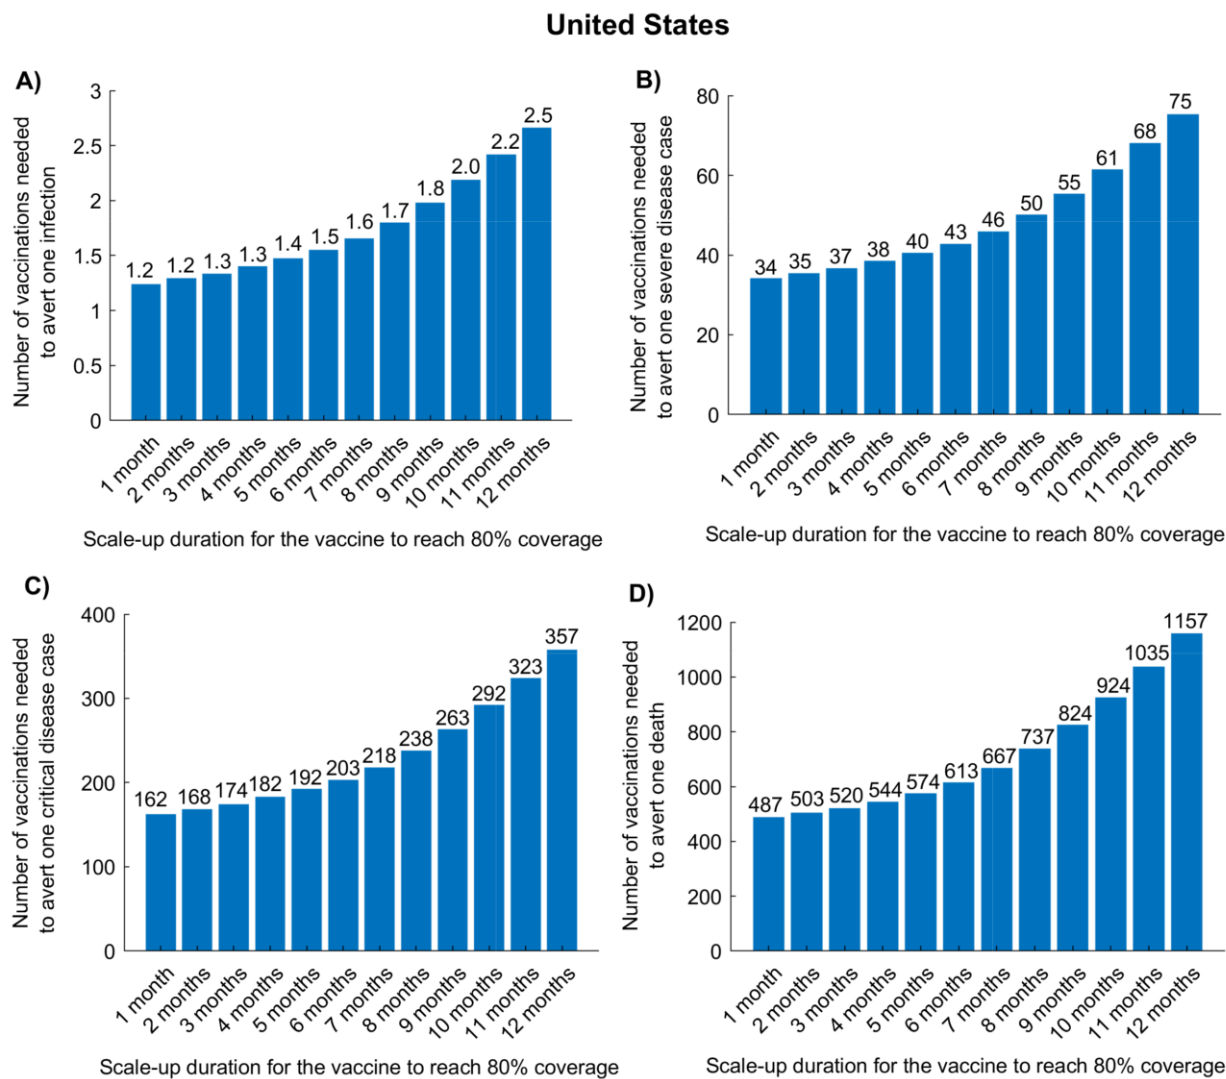 United States
A)
Number of vaccinations needed
to avert one infection
3
2.5
2
1.5
1
0.5
0
1.2
1.2
1.3
1.3
1.4
1.5
1.6
1.7
1.8
2.0
2.2
2.5
1 month
2 months
3 months
4 months
5 months
6 months
7 months
8 months
9 months
10 months
11 months
12 months
Scale-up duration for the vaccine to reach 80% coverage
B)
Number of vaccinations needed
to avert one severe disease case
80
60
40
20
0
34
35
37
38
40
43
46
50
55
61
68
75
1 month
2 months
3 months
4 months
5 months
6 months
7 months
8 months
9 months
10 months
11 months
12 months
Scale-up duration for the vaccine to reach 80% coverage
C)
Number of vaccinations needed
to avert one critical disease case
400
300
200
100
0
162
168
174
182
192
203
218
238
263
292
323
357
1 month
2 months
3 months
4 months
5 months
6 months
7 months
8 months
9 months
10 months
11 months
12 months
Scale-up duration for the vaccine to reach 80% coverage
D)
Number of vaccinations needed
to avert one death
1200
1000
800
600
400
200
0
487
503
520
544
574
613
667
737
824
924
1035
1157
1 month
2 months
3 months
4 months
5 months
6 months
7 months
8 months
9 months
10 months
11 months
12 months
Scale-up duration for the vaccine to reach 80% coverage